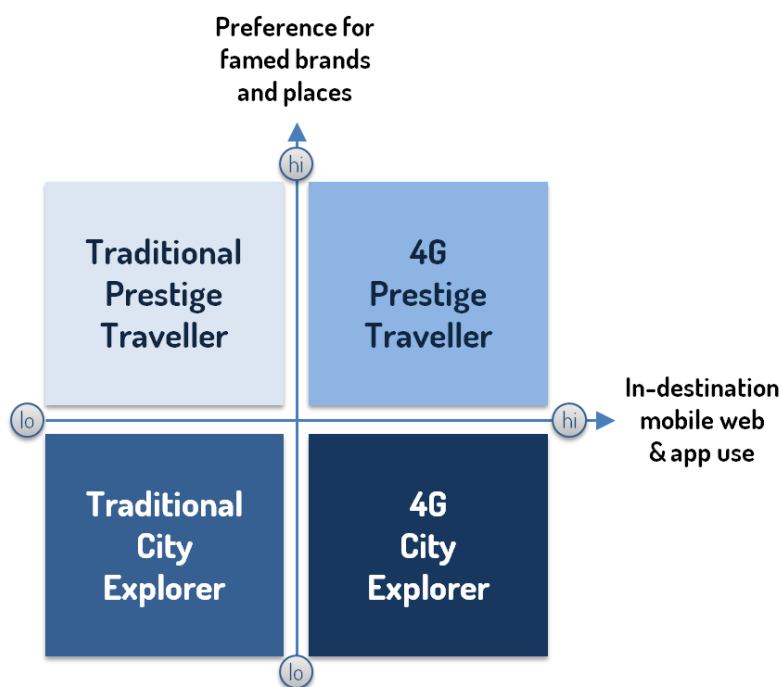 Preference for
famed brands
and places
hi
Traditional
Prestige
Traveller
4G
Prestige
Traveller
lo
hi
In-destination
mobile web
& app use
Traditional
City
Explorer
4G
City
Explorer
lo